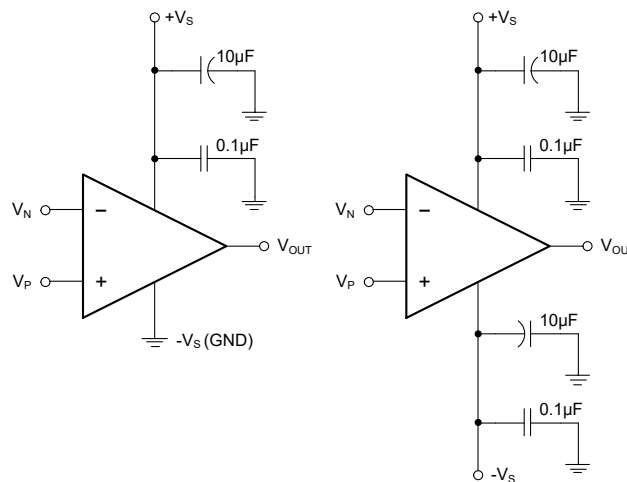 +VS
10µF
0.1µF
VN
−
VP
+
VOUT
-VS (GND)
+VS
10µF
0.1µF
VN
−
VP
+
VOU
10µF
0.1µF
-VS